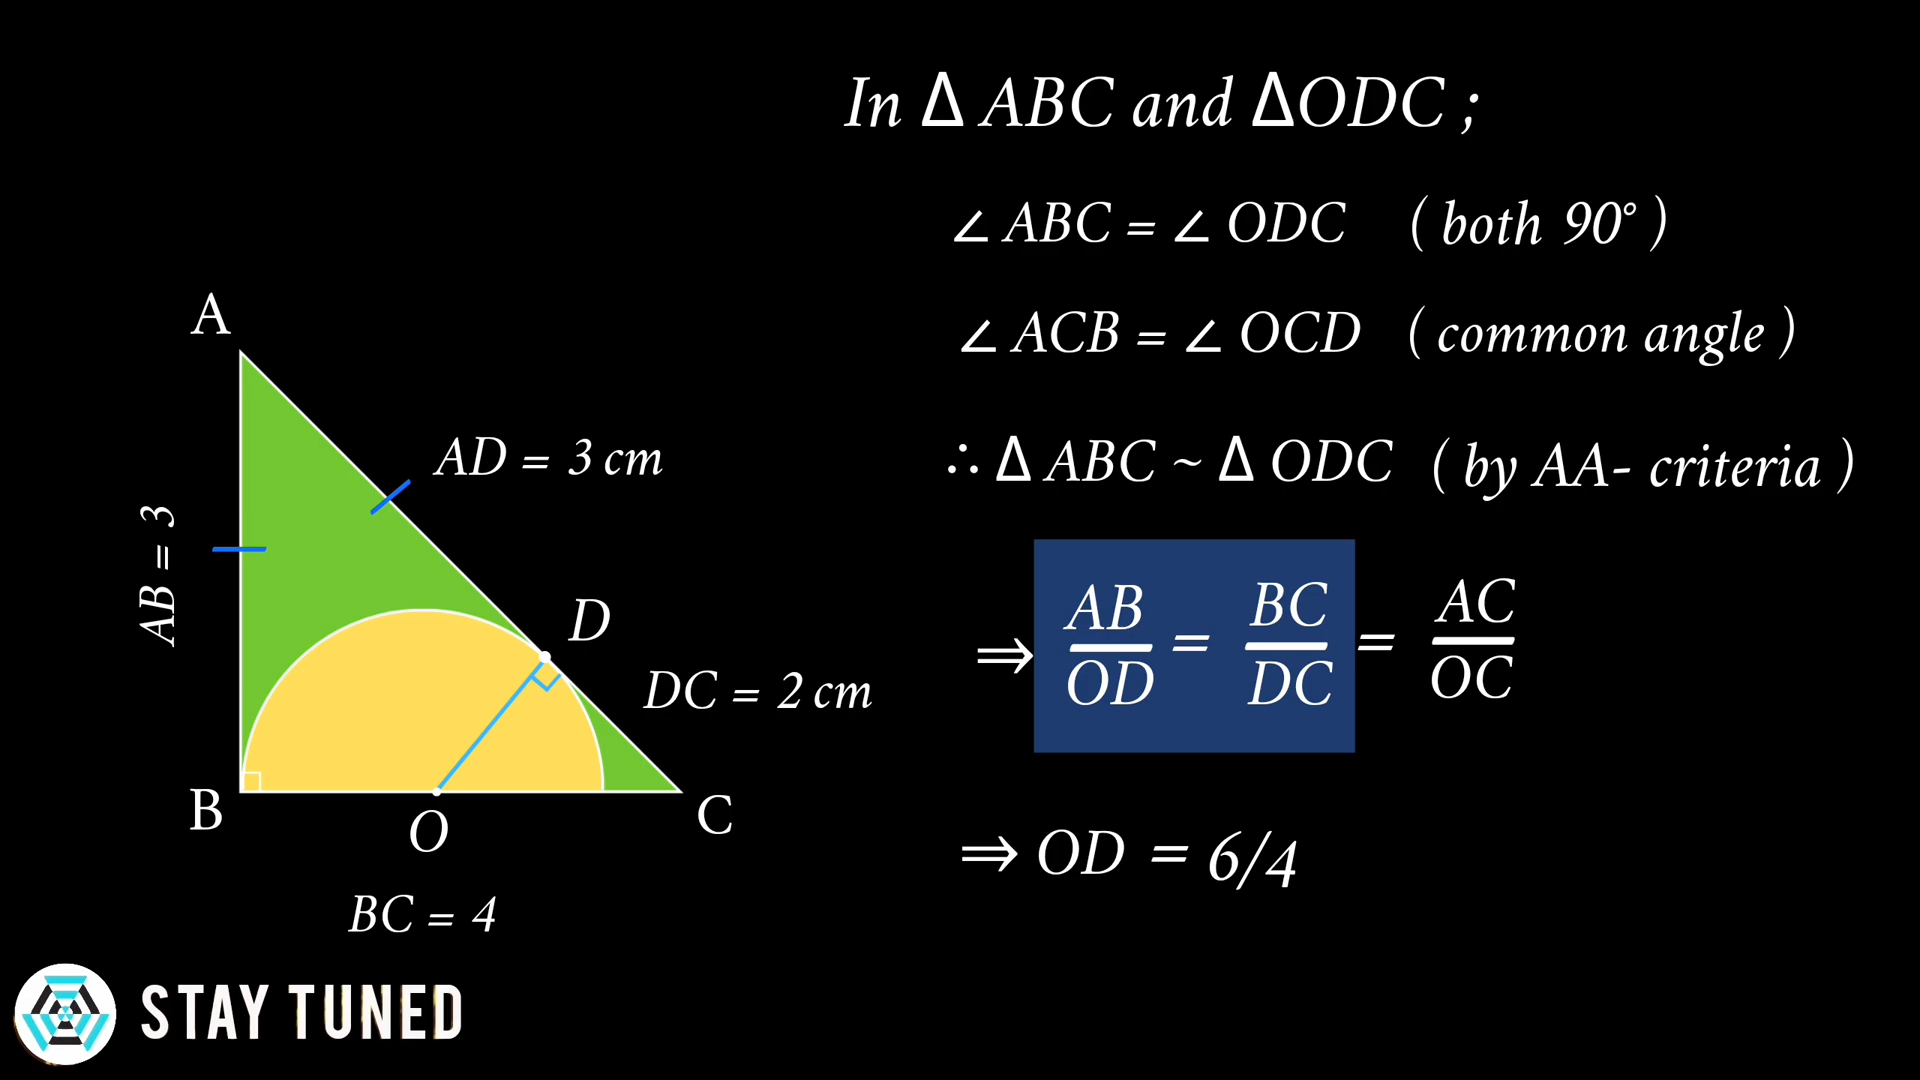 In Δ ABC and ΔODC ;
∠ ABC = ∠ ODC ( both 90° )
∠ ACB = ∠ OCD ( common angle )
∴ Δ ABC ~ Δ ODC ( by AA- criteria )
⇒ AB/OD = BC/DC = AC/OC
⇒ OD = 6/4
A
AD = 3 cm
AB = 3
D
DC = 2 cm
B
O
C
BC = 4
STAY TUNED